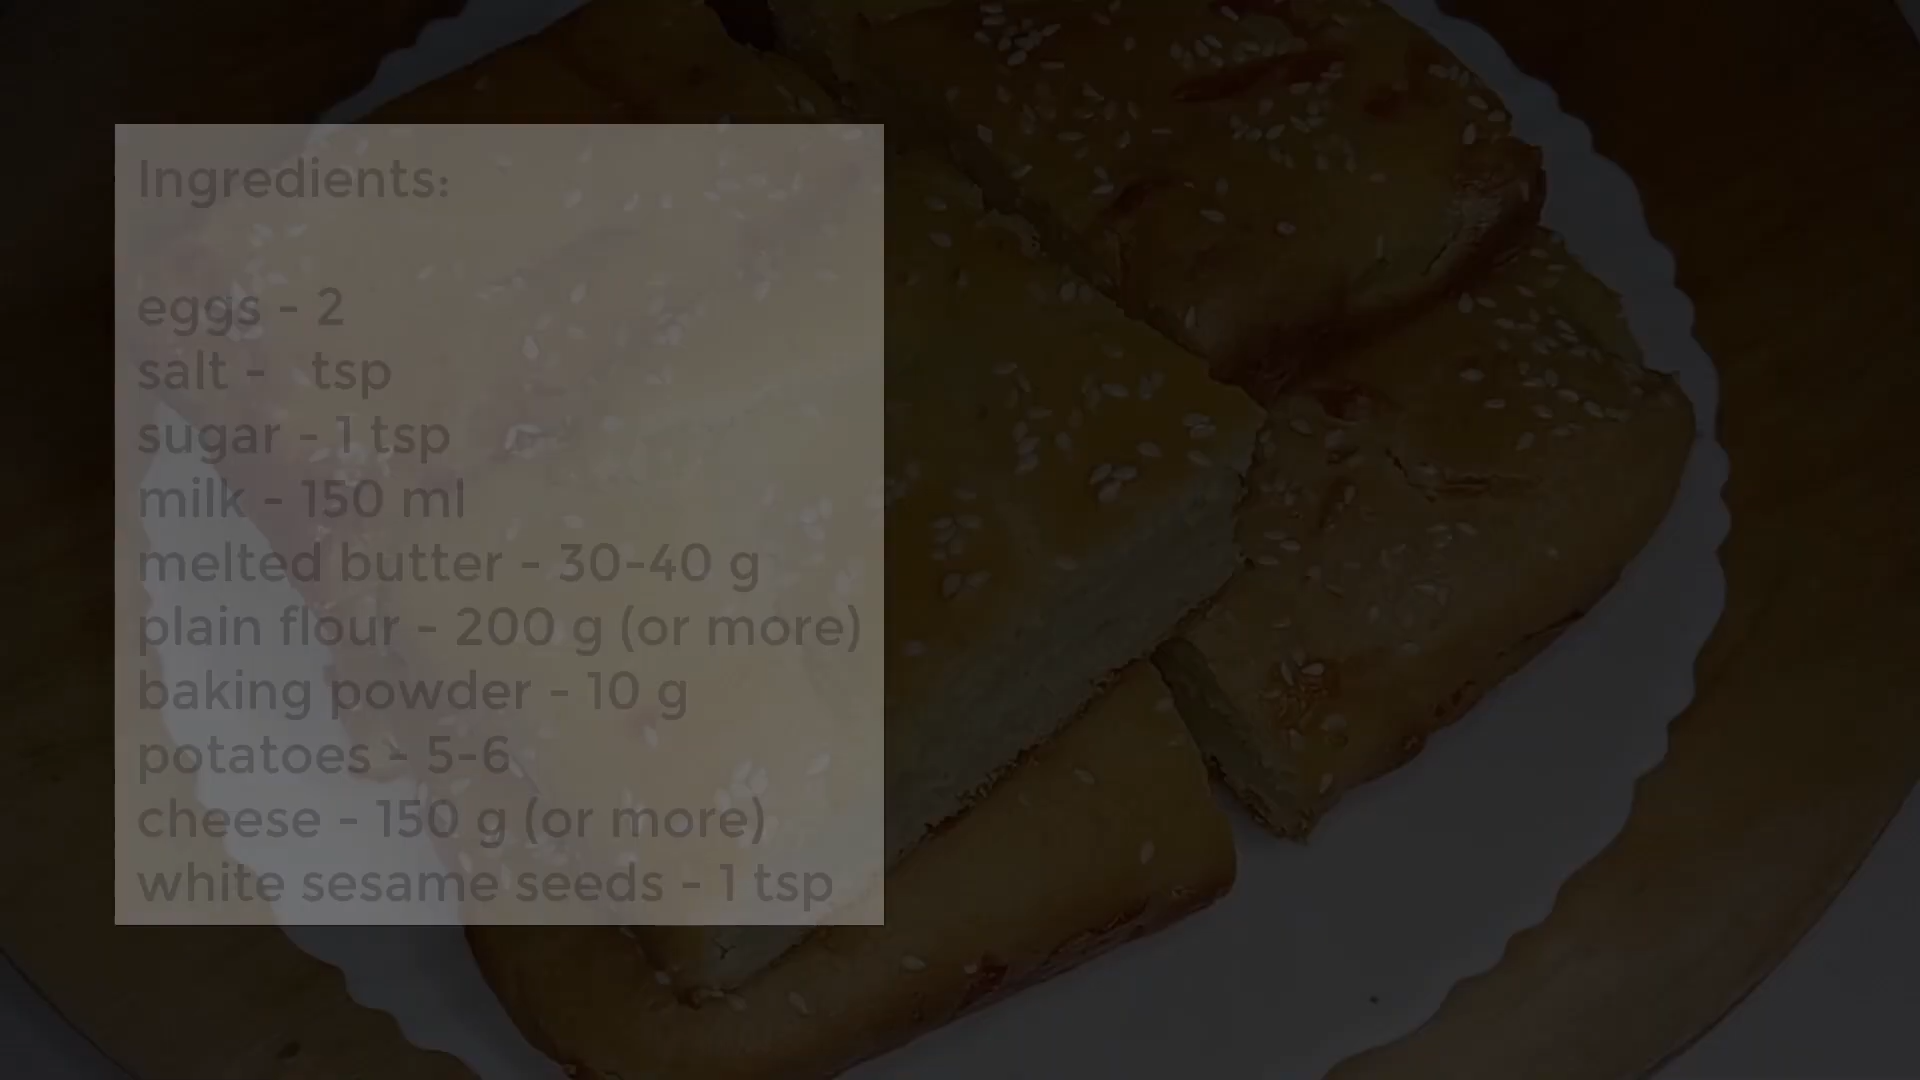 Ingredients:
eggs - 2
salt - tsp
sugar - 1 tsp
milk - 150 ml
melted butter - 30-40 g
plain flour - 200 g (or more)
baking powder - 10 g
potatoes - 5-6
cheese - 150 g (or more)
white sesame seeds - 1 tsp